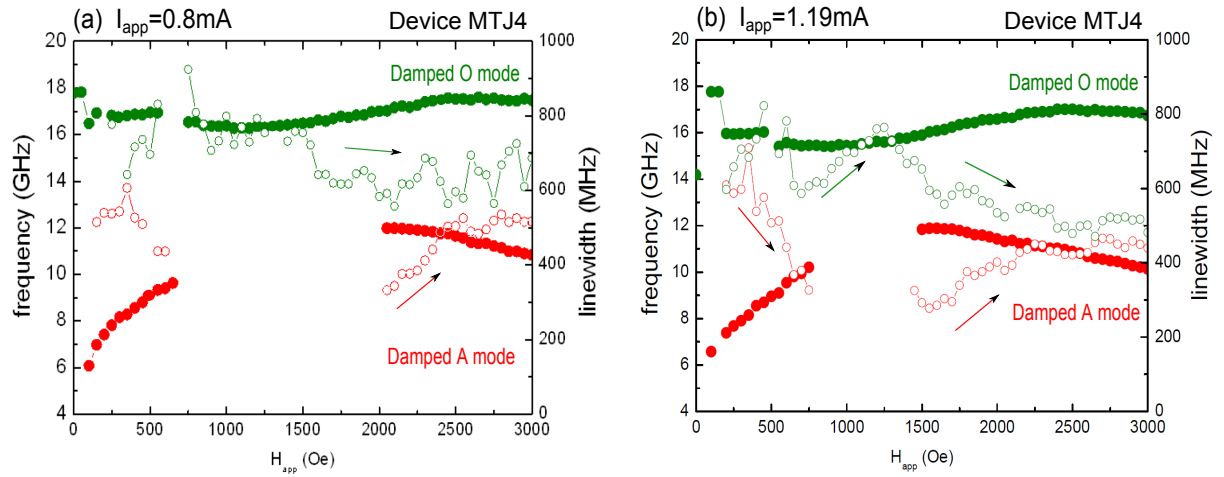 (a) I_app=0.8mA Device MTJ4
20 1000
18 Damped O mode
16 800
14 600
12
10 400
8 Damped A mode
6 200
4 0
frequency (GHz)
linewidth (MHz)
0 500 1000 1500 2000 2500 3000
H_app (Oe)
(b) I_app=1.19mA Device MTJ4
20 1000
18 Damped O mode
16 800
14 600
12
10 400
8 Damped A mode
6 200
4 0
frequency (GHz)
linewidth (MHz)
0 500 1000 1500 2000 2500 3000
H_app (Oe)